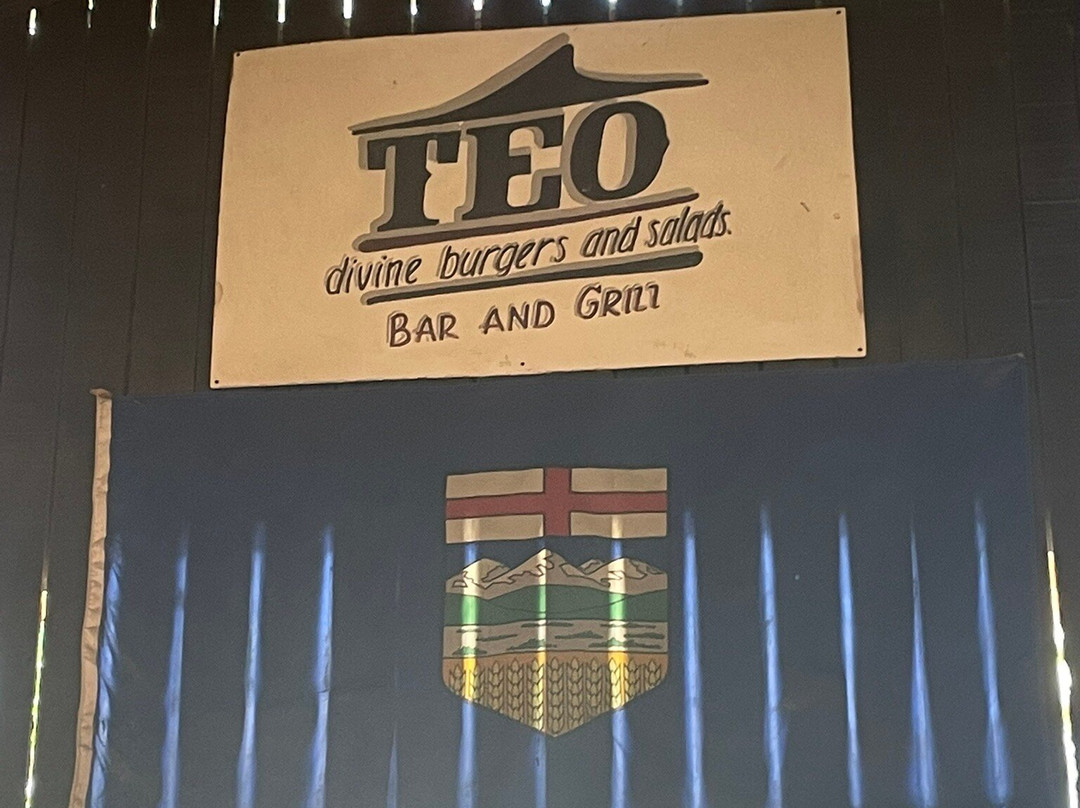 TEO
divine burgers and salads.
BAR AND GRILL